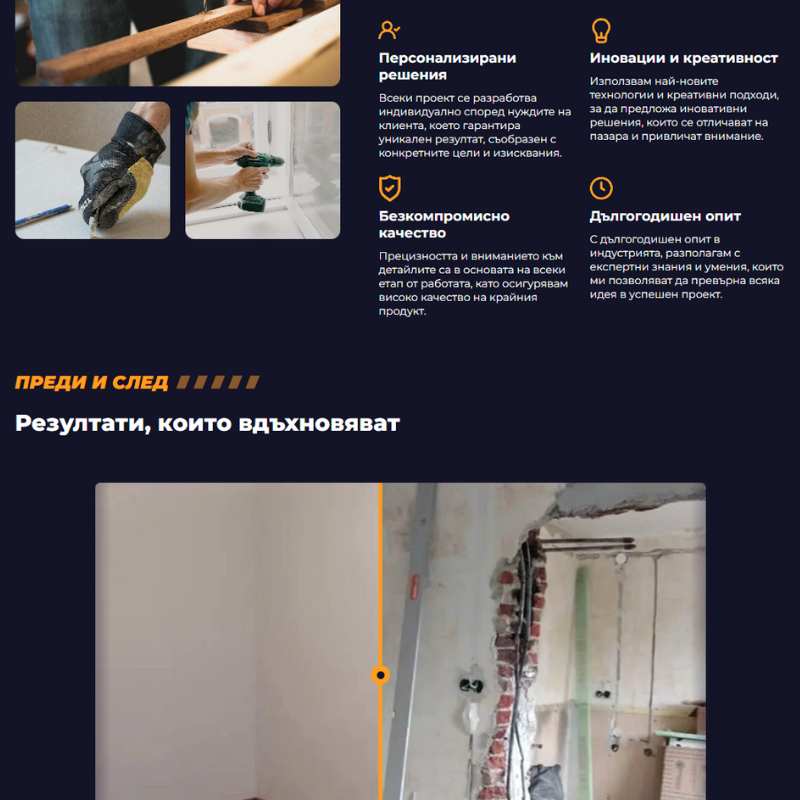 Персонализирани
решения
Всеки проект се разработва
индивидуално според нуждите на
клиента, което гарантира
уникален резултат, съобразен с
конкретните цели и изисквания.
Иновации и креативност
Използвам най-новите
технологии и креативни подходи,
за да предложа иновативни
решения, които се отличават на
пазара и привличат внимание.
Безкомпромисно
качество
Прецизността и вниманието към
детайлите са в основата на всеки
етап от работата, като осигурявам
високо качество на крайния
продукт.
Дългогодишен опит
С дългогодишен опит в
индустрията, разполагам с
експертни знания и умения, които
ми позволяват да превърна всяка
идея в успешен проект.
ПРЕДИ И СЛЕД
Резултати, които вдъхновяват